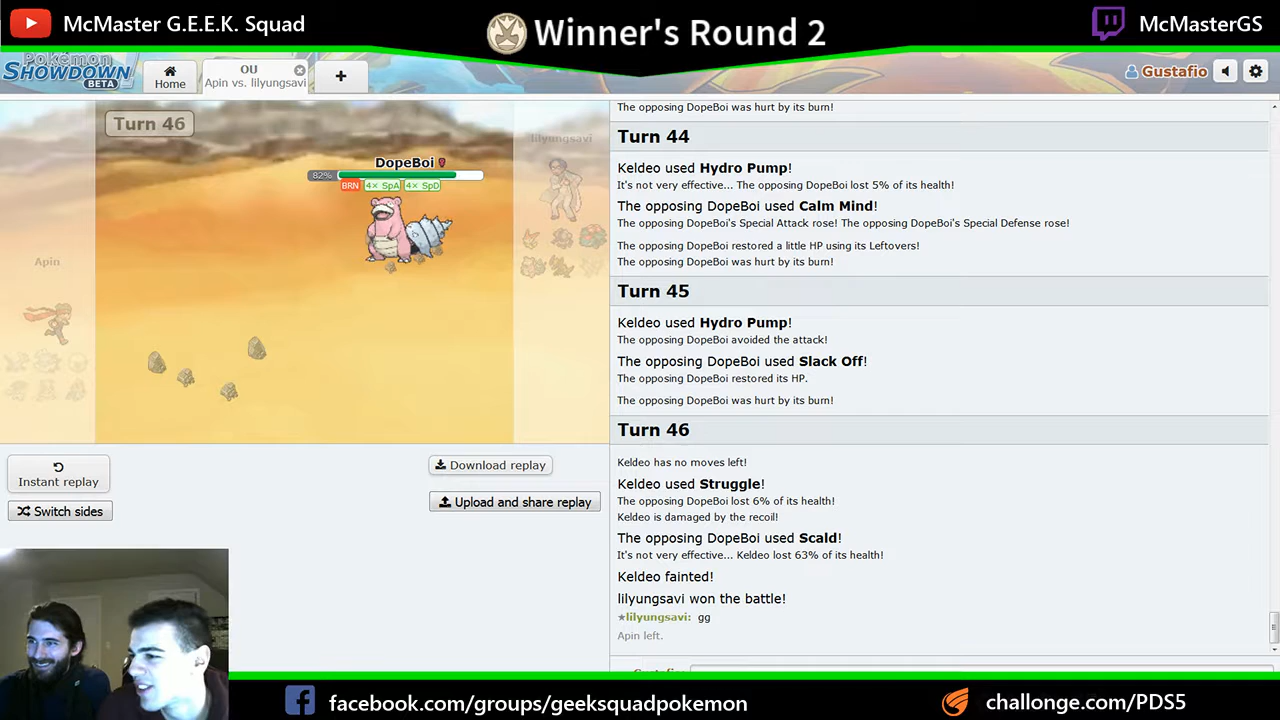 McMaster G.E.E.K. Squad
Winner's Round 2
McMasterGS
Pokémon
SHOWDOWN
BETA
Home
OU
Apin vs. lilyungsavi
+
Gustafio
Turn 46
lilyungsavi
DopeBoi
82%
BRN 4× SpA 4× SpD
Apin
The opposing DopeBoi was hurt by its burn!
Turn 44
Keldeo used Hydro Pump!
It's not very effective... The opposing DopeBoi lost 5% of its health!
The opposing DopeBoi used Calm Mind!
The opposing DopeBoi's Special Attack rose! The opposing DopeBoi's Special Defense rose!
The opposing DopeBoi restored a little HP using its Leftovers!
The opposing DopeBoi was hurt by its burn!
Turn 45
Keldeo used Hydro Pump!
The opposing DopeBoi avoided the attack!
The opposing DopeBoi used Slack Off!
The opposing DopeBoi restored its HP.
The opposing DopeBoi was hurt by its burn!
Turn 46
Keldeo has no moves left!
Keldeo used Struggle!
The opposing DopeBoi lost 6% of its health!
Keldeo is damaged by the recoil!
The opposing DopeBoi used Scald!
It's not very effective... Keldeo lost 63% of its health!
Keldeo fainted!
lilyungsavi won the battle!
★lilyungsavi: gg
Apin left.
Instant replay
Switch sides
Download replay
Upload and share replay
facebook.com/groups/geeksquadpokemon
challonge.com/PDS5